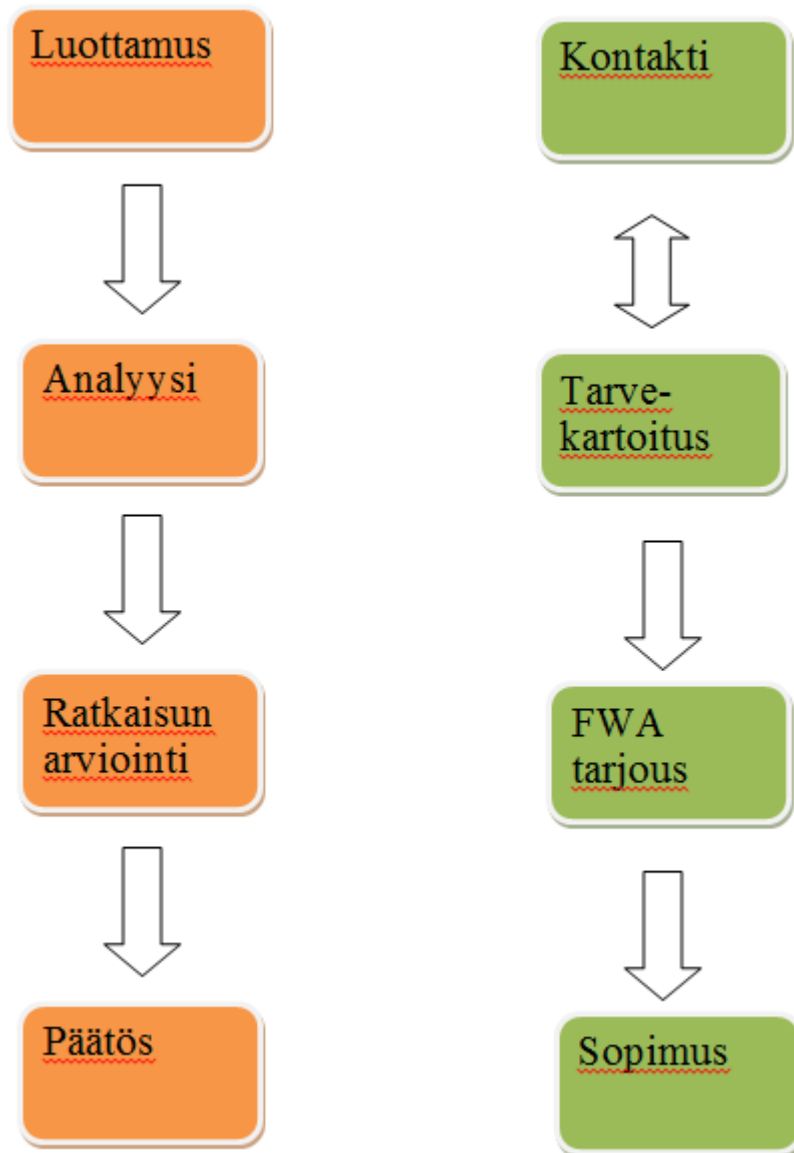 Luottamus
Kontakti
Analyysi
Tarve-
kartoitus
Ratkaisun
arviointi
FWA
tarjous
Päätös
Sopimus